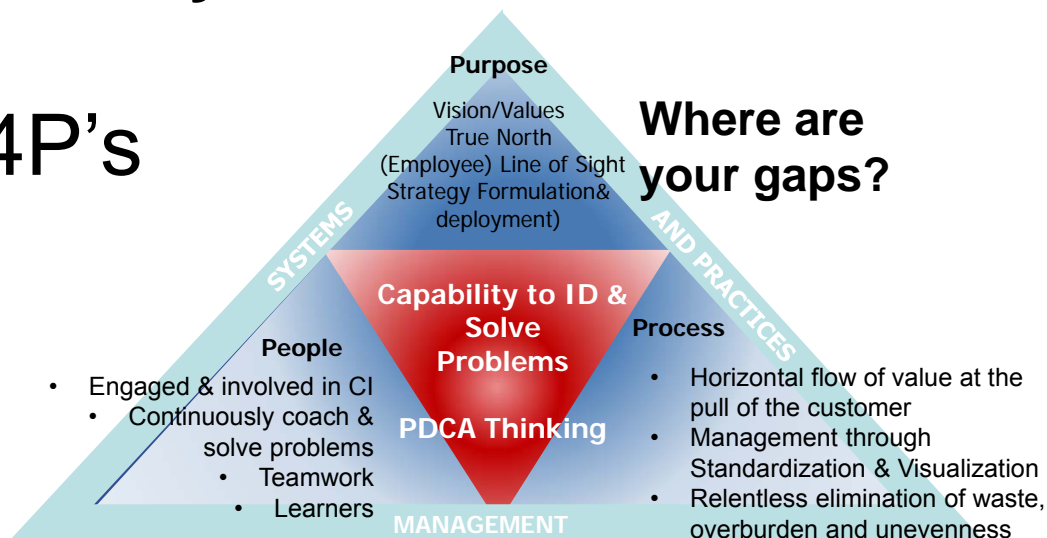 4P's
Where are
your gaps?
Purpose
Vision/Values
True North
(Employee) Line of Sight
Strategy Formulation&
deployment)
SYSTEMS
AND PRACTICES
MANAGEMENT
Capability to ID &
Solve
Problems
PDCA Thinking
People
• Engaged & involved in CI
• Continuously coach &
solve problems
• Teamwork
• Learners
Process
• Horizontal flow of value at the
pull of the customer
• Management through
Standardization & Visualization
• Relentless elimination of waste,
overburden and unevenness